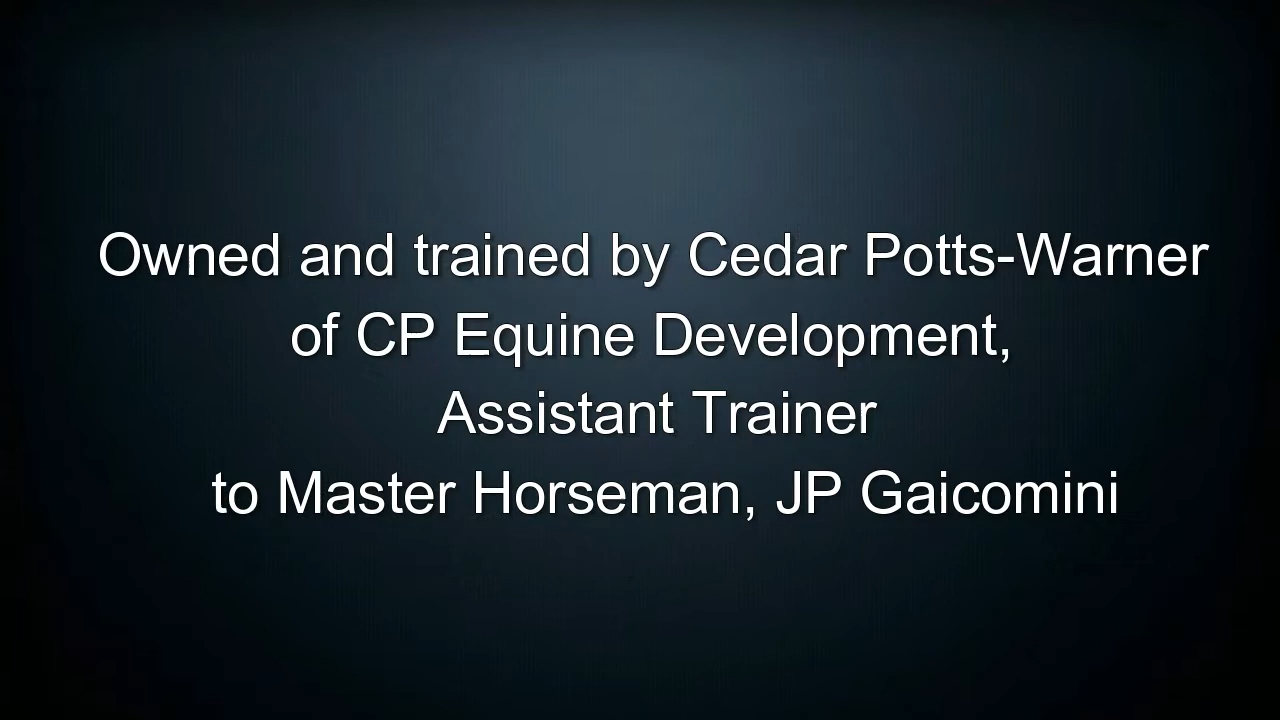 Owned and trained by Cedar Potts-Warner
of CP Equine Development,
Assistant Trainer
to Master Horseman, JP Gaicomini